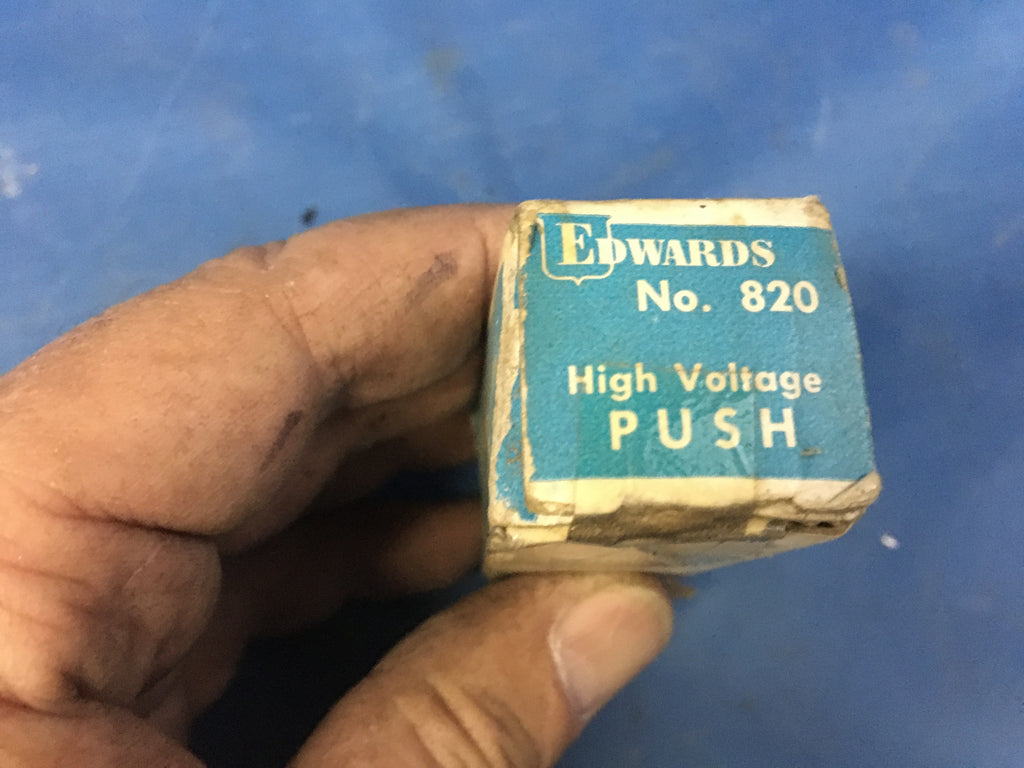 EDWARDS
No. 820
High Voltage
PUSH